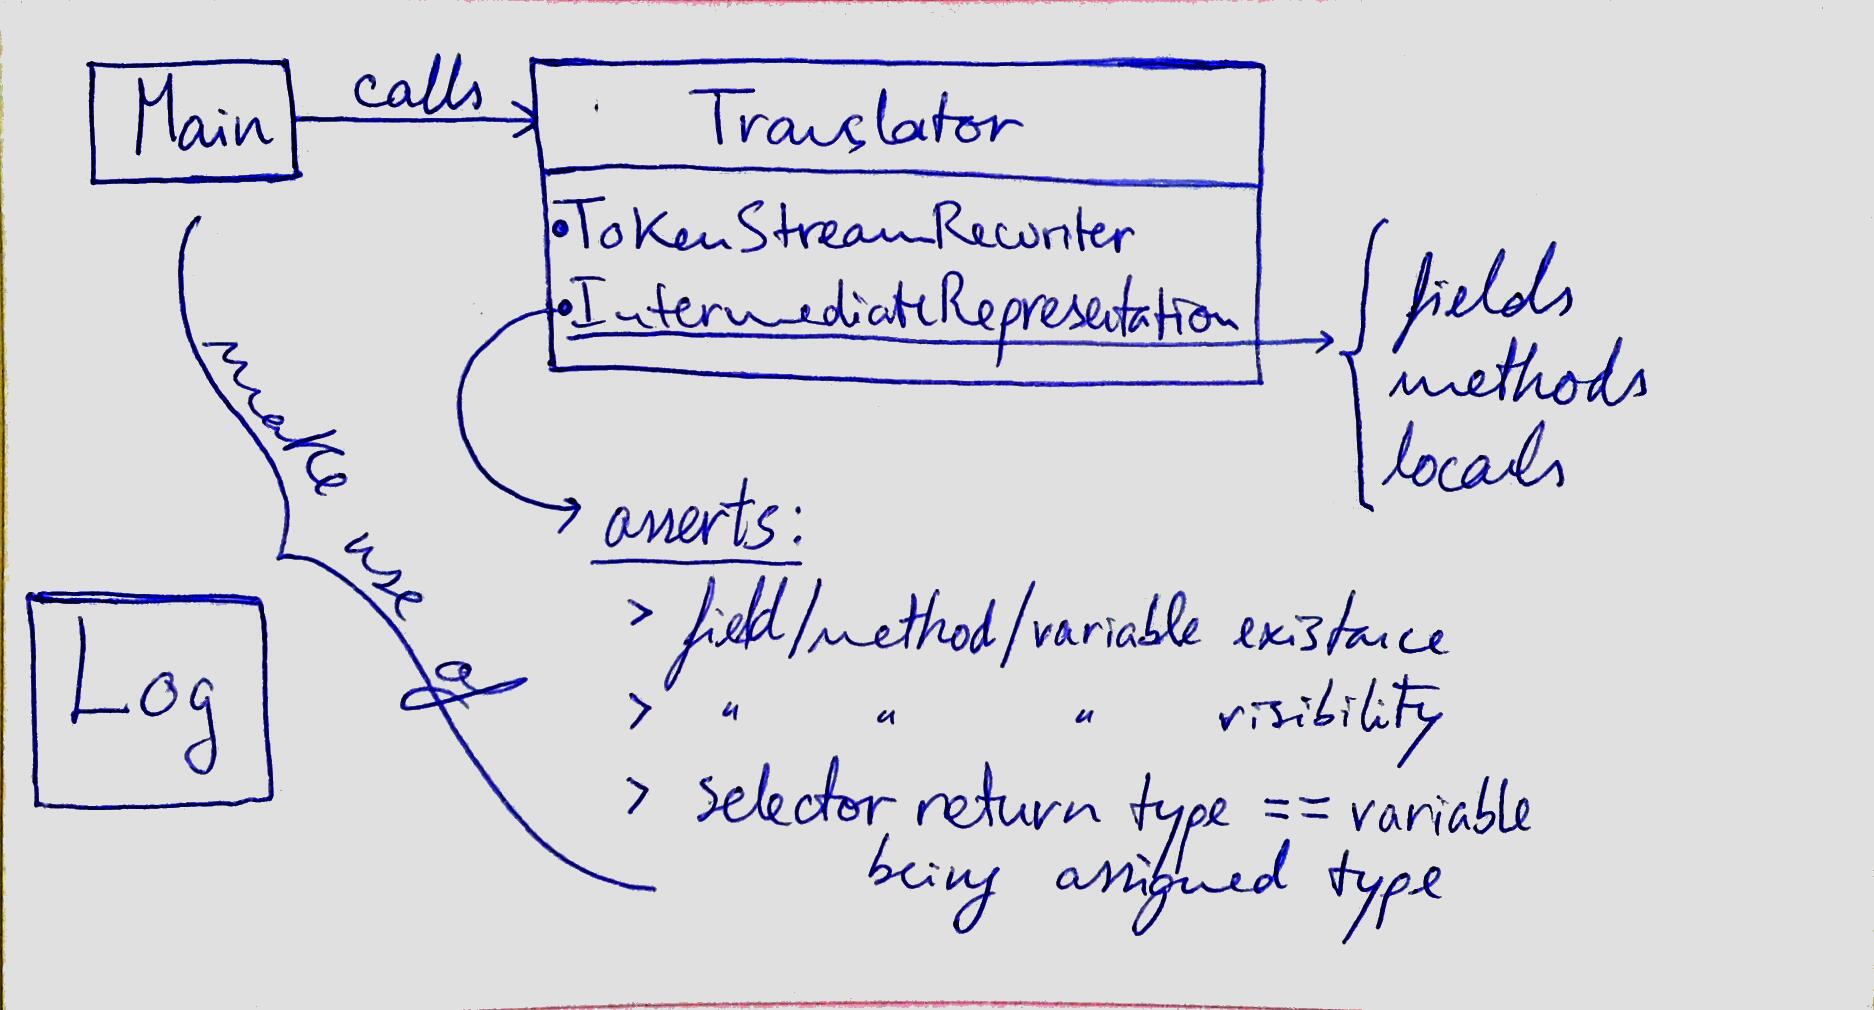 Main
calls
Translator
•TokenStreamRewriter
•IntermediateRepresentation
fields
methods
locals
make use
Log
asserts:
> field/method/variable existance
> " " " visibility
> selector return type == variable
being assigned type